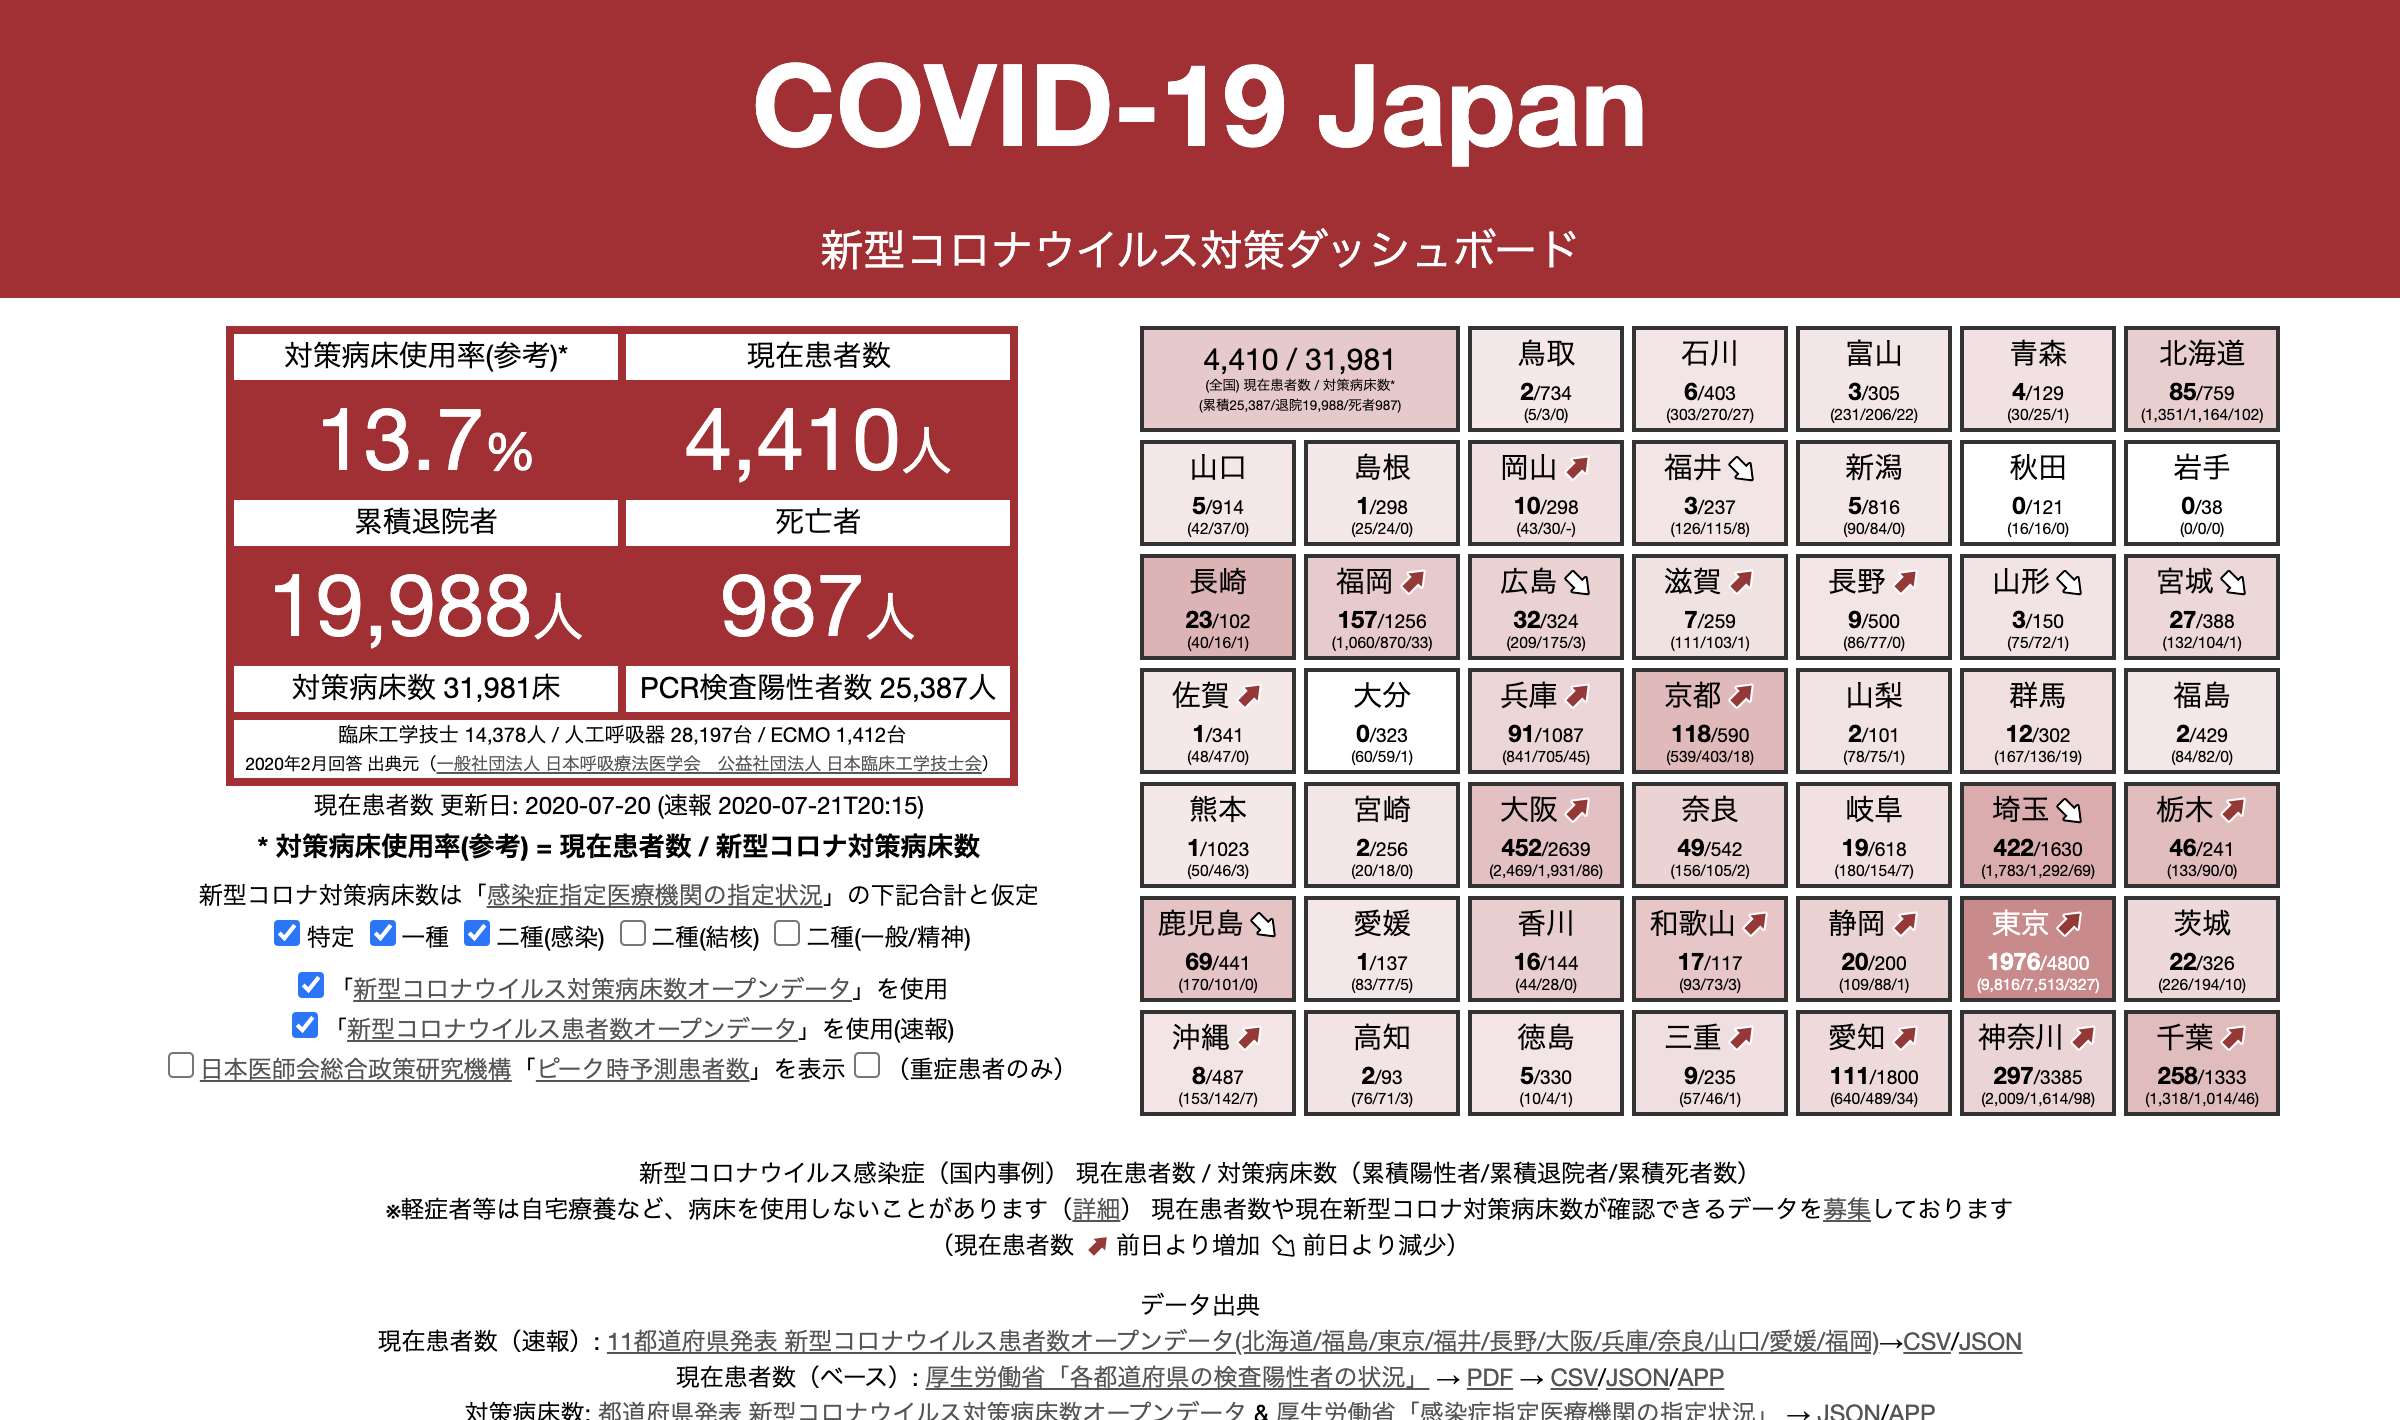 COVID-19 Japan
新型コロナウイルス対策ダッシュボード
対策病床使用率(参考)*
現在患者数
13.7%
4,410人
累積退院者
死亡者
19,988人
987人
対策病床数 31,981床
PCR検査陽性者数 25,387人
臨床工学技士 14,378人 / 人工呼吸器 28,197台 / ECMO 1,412台
2020年2月回答 出典元（一般社団法人 日本呼吸療法医学会　公益社団法人 日本臨床工学技士会）
現在患者数 更新日: 2020-07-20 (速報 2020-07-21T20:15)
* 対策病床使用率(参考) = 現在患者数 / 新型コロナ対策病床数
新型コロナ対策病床数は「感染症指定医療機関の指定状況」の下記合計と仮定
特定 一種 二種(感染) 二種(結核) 二種(一般/精神)
「新型コロナウイルス対策病床数オープンデータ」を使用
「新型コロナウイルス患者数オープンデータ」を使用(速報)
日本医師会総合政策研究機構「ピーク時予測患者数」を表示 （重症患者のみ）
4,410 / 31,981
(全国) 現在患者数 / 対策病床数*
(累積25,387/退院19,988/死者987)
鳥取
2/734
(5/3/0)
石川
6/403
(303/270/27)
富山
3/305
(231/206/22)
青森
4/129
(30/25/1)
北海道
85/759
(1,351/1,164/102)
山口
5/914
(42/37/0)
島根
1/298
(25/24/0)
岡山
10/298
(43/30/-)
福井
3/237
(126/115/8)
新潟
5/816
(90/84/0)
秋田
0/121
(16/16/0)
岩手
0/38
(0/0/0)
長崎
23/102
(40/16/1)
福岡
157/1256
(1,060/870/33)
広島
32/324
(209/175/3)
滋賀
7/259
(111/103/1)
長野
9/500
(86/77/0)
山形
3/150
(75/72/1)
宮城
27/388
(132/104/1)
佐賀
1/341
(48/47/0)
大分
0/323
(60/59/1)
兵庫
91/1087
(841/705/45)
京都
118/590
(539/403/18)
山梨
2/101
(78/75/1)
群馬
12/302
(167/136/19)
福島
2/429
(84/82/0)
熊本
1/1023
(50/46/3)
宮崎
2/256
(20/18/0)
大阪
452/2639
(2,469/1,931/86)
奈良
49/542
(156/105/2)
岐阜
19/618
(180/154/7)
埼玉
422/1630
(1,783/1,292/69)
栃木
46/241
(133/90/0)
鹿児島
69/441
(170/101/0)
愛媛
1/137
(83/77/5)
香川
16/144
(44/28/0)
和歌山
17/117
(93/73/3)
静岡
20/200
(109/88/1)
東京
1976/4800
(9,816/7,513/327)
茨城
22/326
(226/194/10)
沖縄
8/487
(153/142/7)
高知
2/93
(76/71/3)
徳島
5/330
(10/4/1)
三重
9/235
(57/46/1)
愛知
111/1800
(640/489/34)
神奈川
297/3385
(2,009/1,614/98)
千葉
258/1333
(1,318/1,014/46)
新型コロナウイルス感染症（国内事例） 現在患者数 / 対策病床数（累積陽性者/累積退院者/累積死者数）
※軽症者等は自宅療養など、病床を使用しないことがあります（詳細） 現在患者数や現在新型コロナ対策病床数が確認できるデータを募集しております
（現在患者数 前日より増加 前日より減少）
データ出典
現在患者数（速報）: 11都道府県発表 新型コロナウイルス患者数オープンデータ(北海道/福島/東京/福井/長野/大阪/兵庫/奈良/山口/愛媛/福岡)→CSV/JSON
現在患者数（ベース）: 厚生労働省「各都道府県の検査陽性者の状況」 → PDF → CSV/JSON/APP
対策病床数: 都道府県発表 新型コロナウイルス対策病床数オープンデータ & 厚生労働省「感染症指定医療機関の指定状況」 → JSON/APP